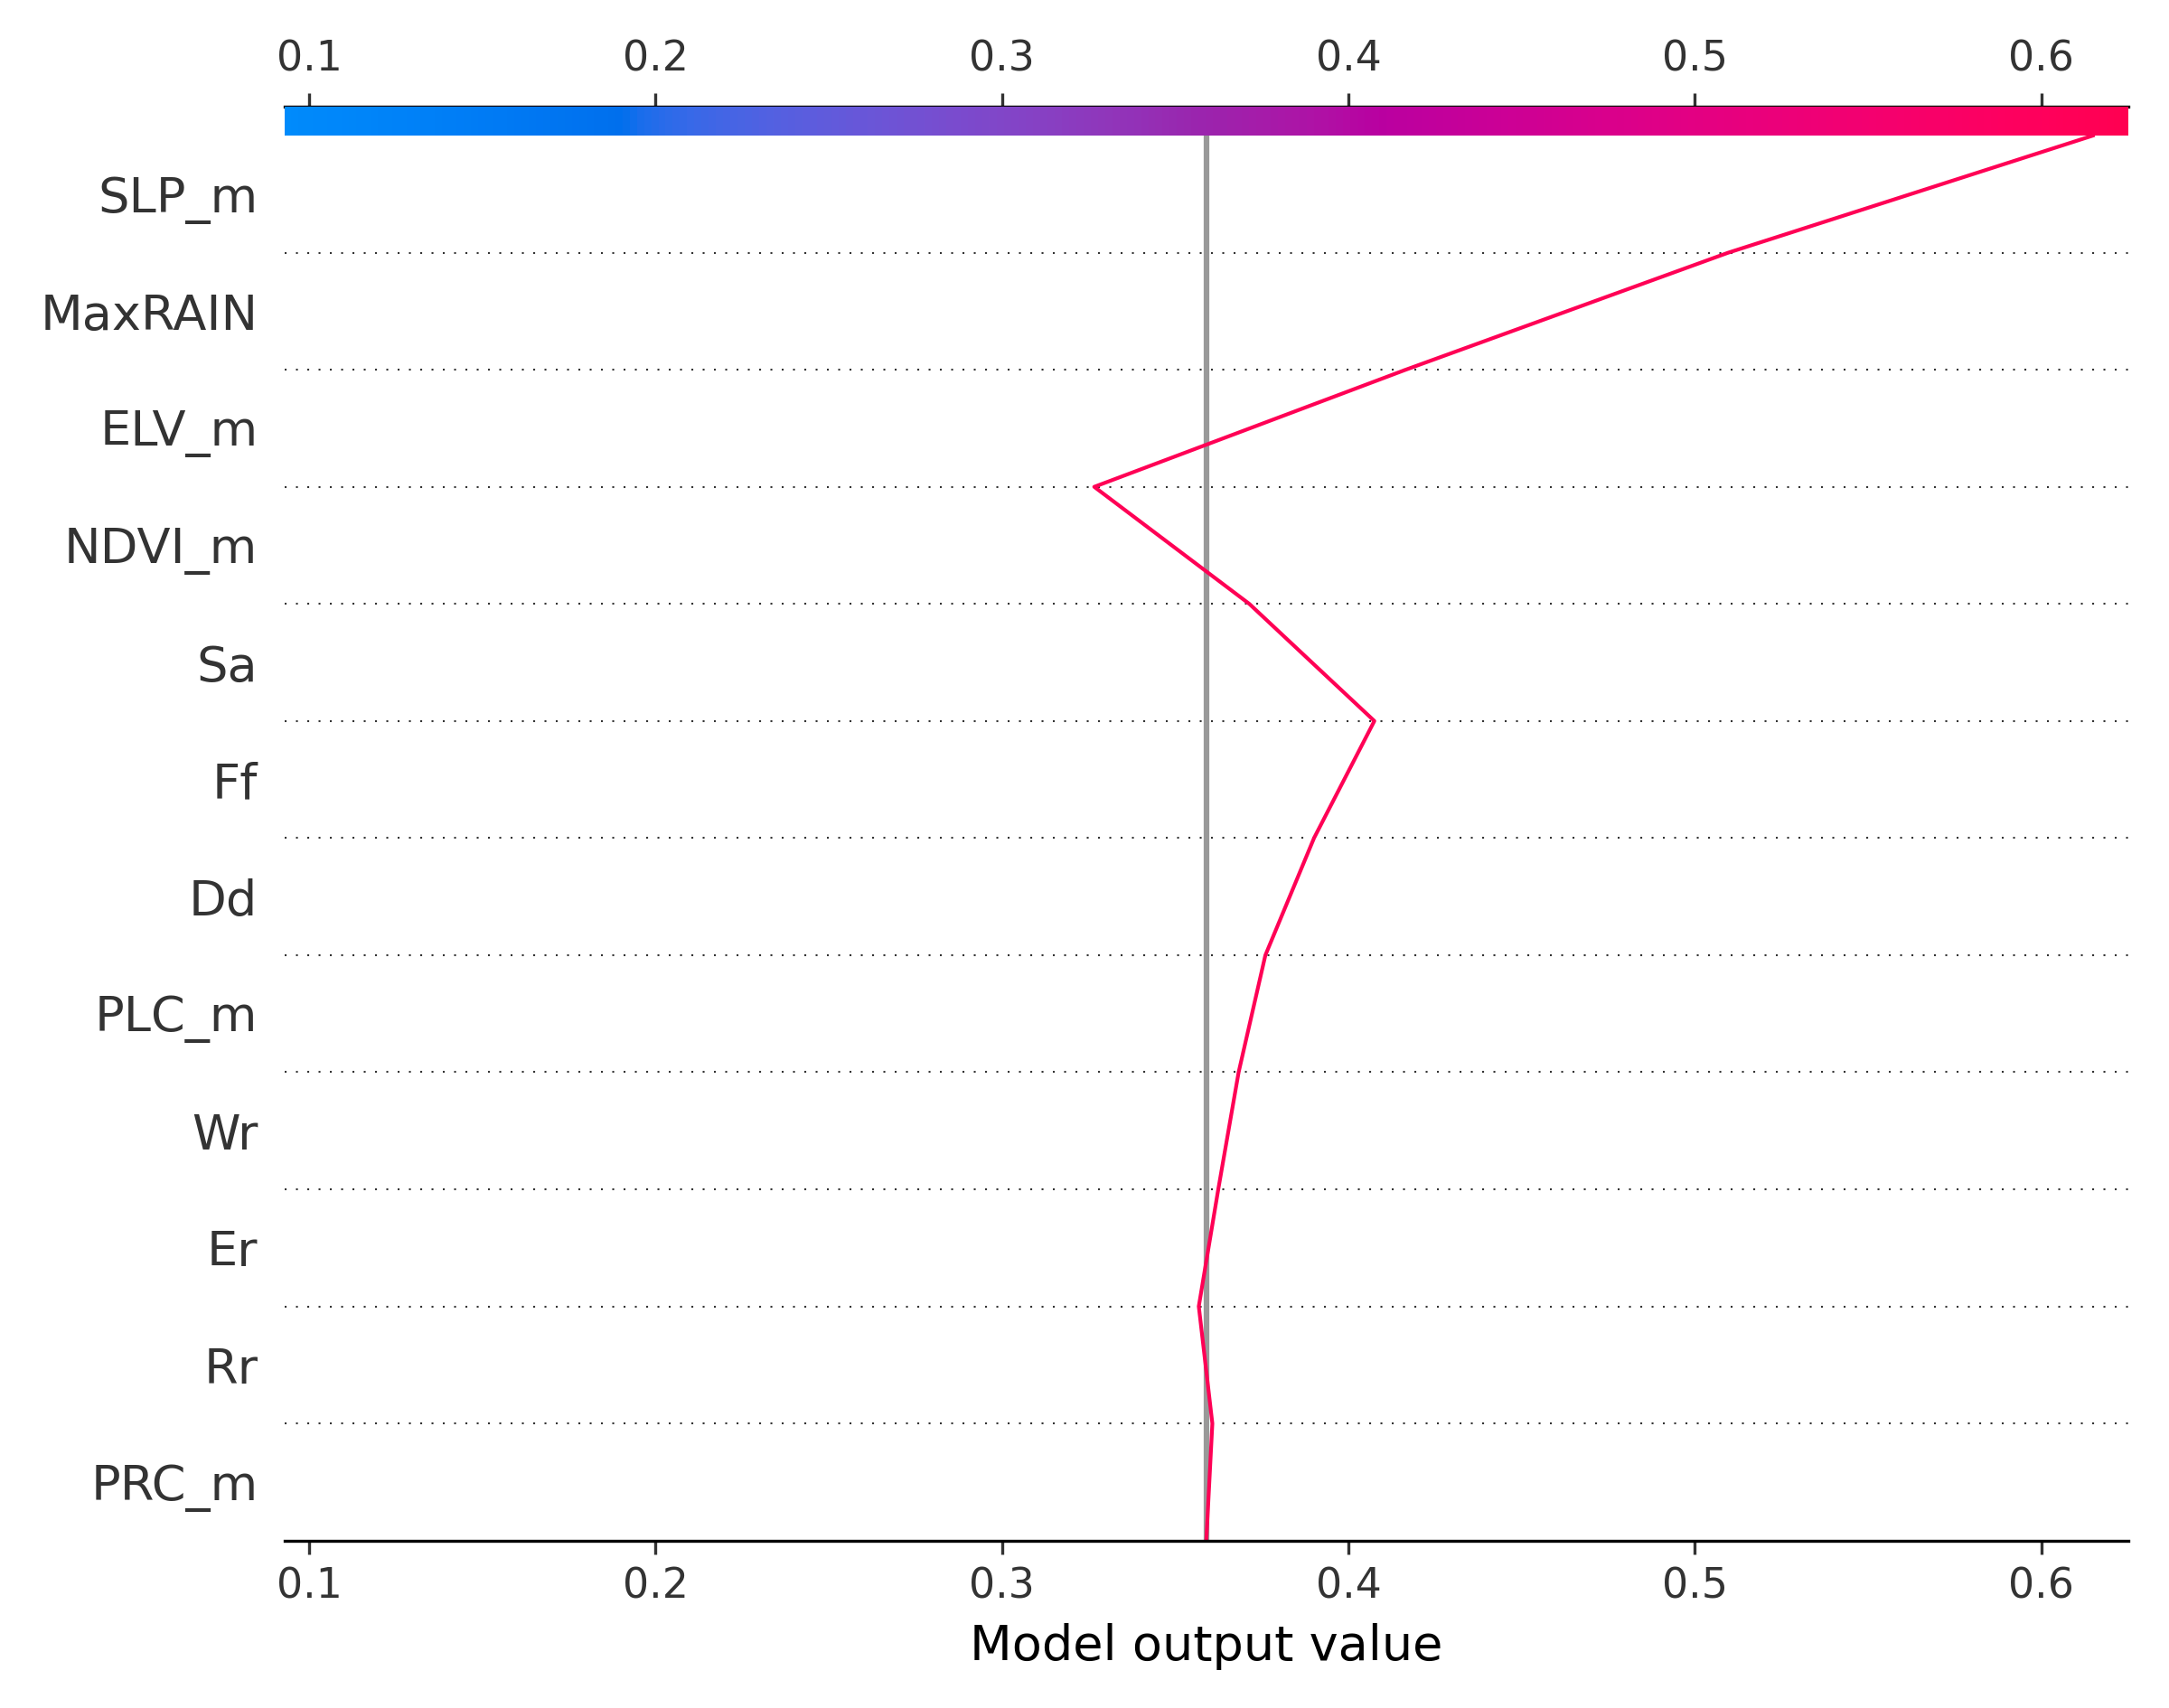 0.1 0.2 0.3 0.4 0.5 0.6
SLP_m
MaxRAIN
ELV_m
NDVI_m
Sa
Ff
Dd
PLC_m
Wr
Er
Rr
PRC_m
0.1 0.2 0.3 0.4 0.5 0.6
Model output value